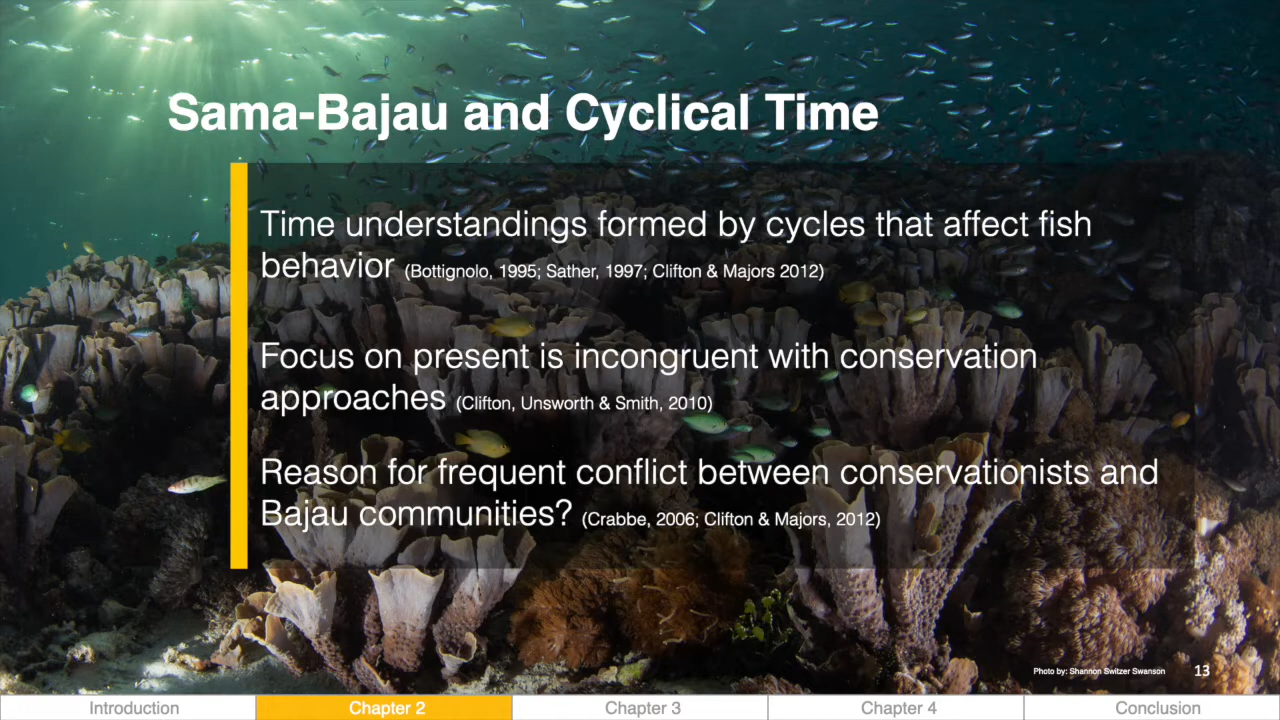 Sama-Bajau and Cyclical Time
Time understandings formed by cycles that affect fish
behavior (Bottignolo, 1995; Sather, 1997; Clifton & Majors 2012)
Focus on present is incongruent with conservation
approaches (Clifton, Unsworth & Smith, 2010)
Reason for frequent conflict between conservationists and
Bajau communities? (Crabbe, 2006; Clifton & Majors, 2012)
Photo by: Shannon Switzer Swanson
13
Introduction
Chapter 2
Chapter 3
Chapter 4
Conclusion